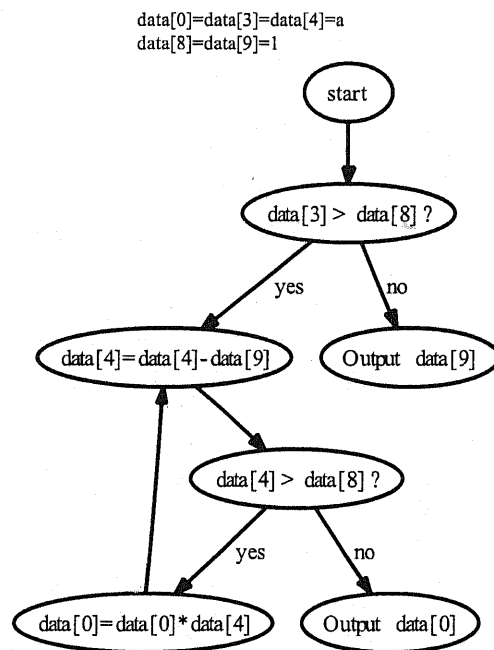 data[0]=data[3]=data[4]=a
data[8]=data[9]=1
start
data[3] > data[8] ?
yes
no
data[4]=data[4]-data[9]
Output data[9]
data[4] > data[8] ?
yes
no
data[0]=data[0]*data[4]
Output data[0]